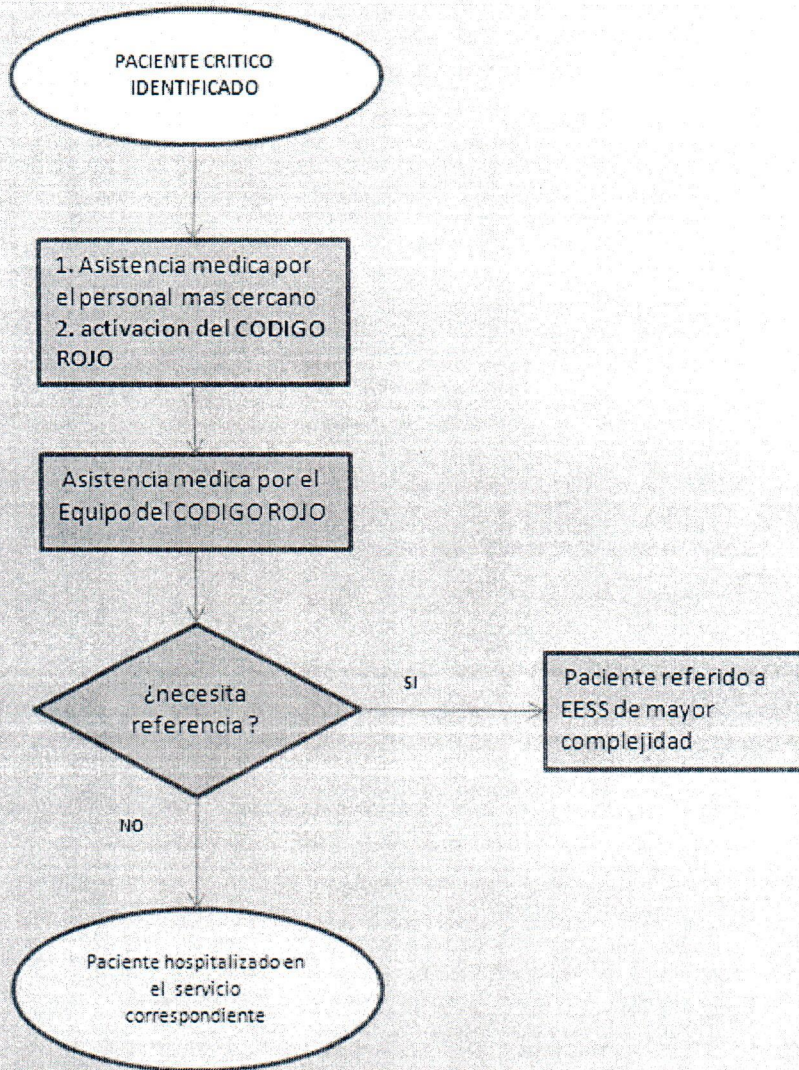 PACIENTE CRITICO
IDENTIFICADO
1. Asistencia medica por
el personal mas cercano
2. activacion del CODIGO
ROJO
Asistencia medica por el
Equipo del CODIGO ROJO
¿necesita
referencia?
SI
Paciente referido a
EESS de mayor
complejidad
NO
Paciente hospitalizado en
el servicio
correspondiente